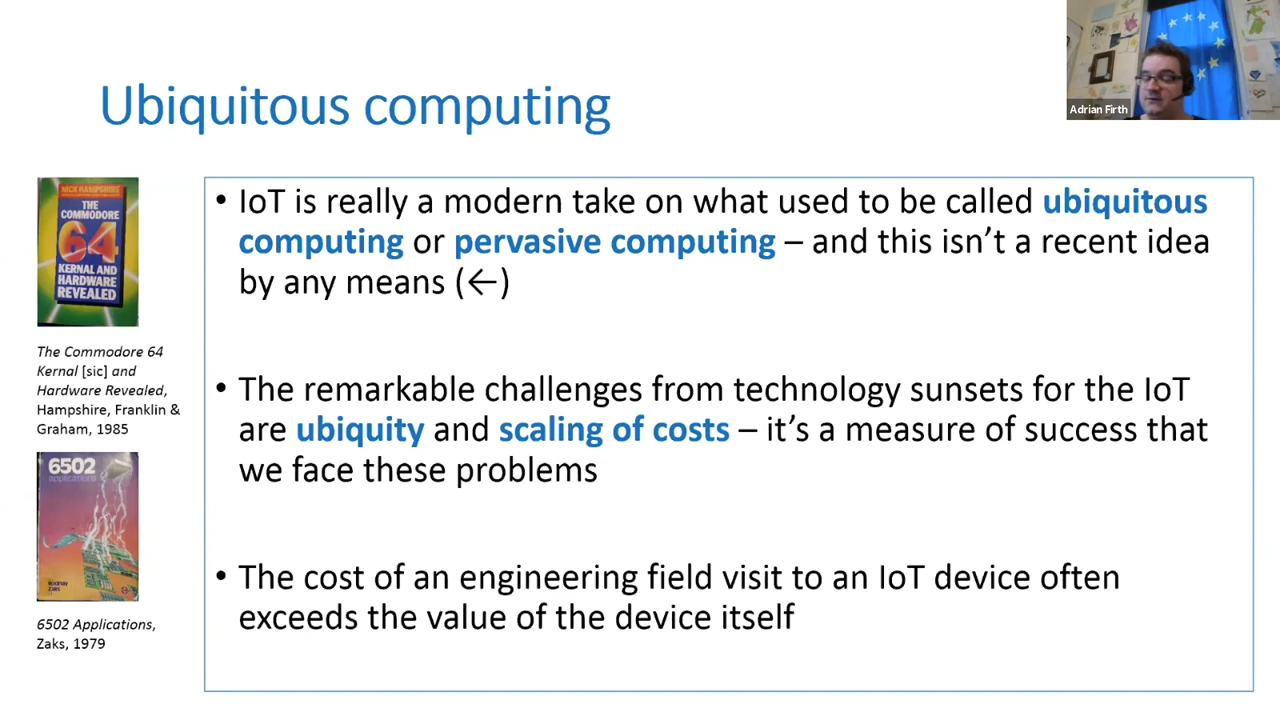 Ubiquitous computing
Adrian Firth
NICK HAMPSHIRE
THE
COMMODORE
64
KERNAL AND
HARDWARE
REVEALED
The Commodore 64
Kernal [sic] and
Hardware Revealed,
Hampshire, Franklin &
Graham, 1985
6502
applications
Zaks
6502 Applications,
Zaks, 1979
• IoT is really a modern take on what used to be called ubiquitous
computing or pervasive computing – and this isn't a recent idea
by any means (←)
• The remarkable challenges from technology sunsets for the IoT
are ubiquity and scaling of costs – it's a measure of success that
we face these problems
• The cost of an engineering field visit to an IoT device often
exceeds the value of the device itself